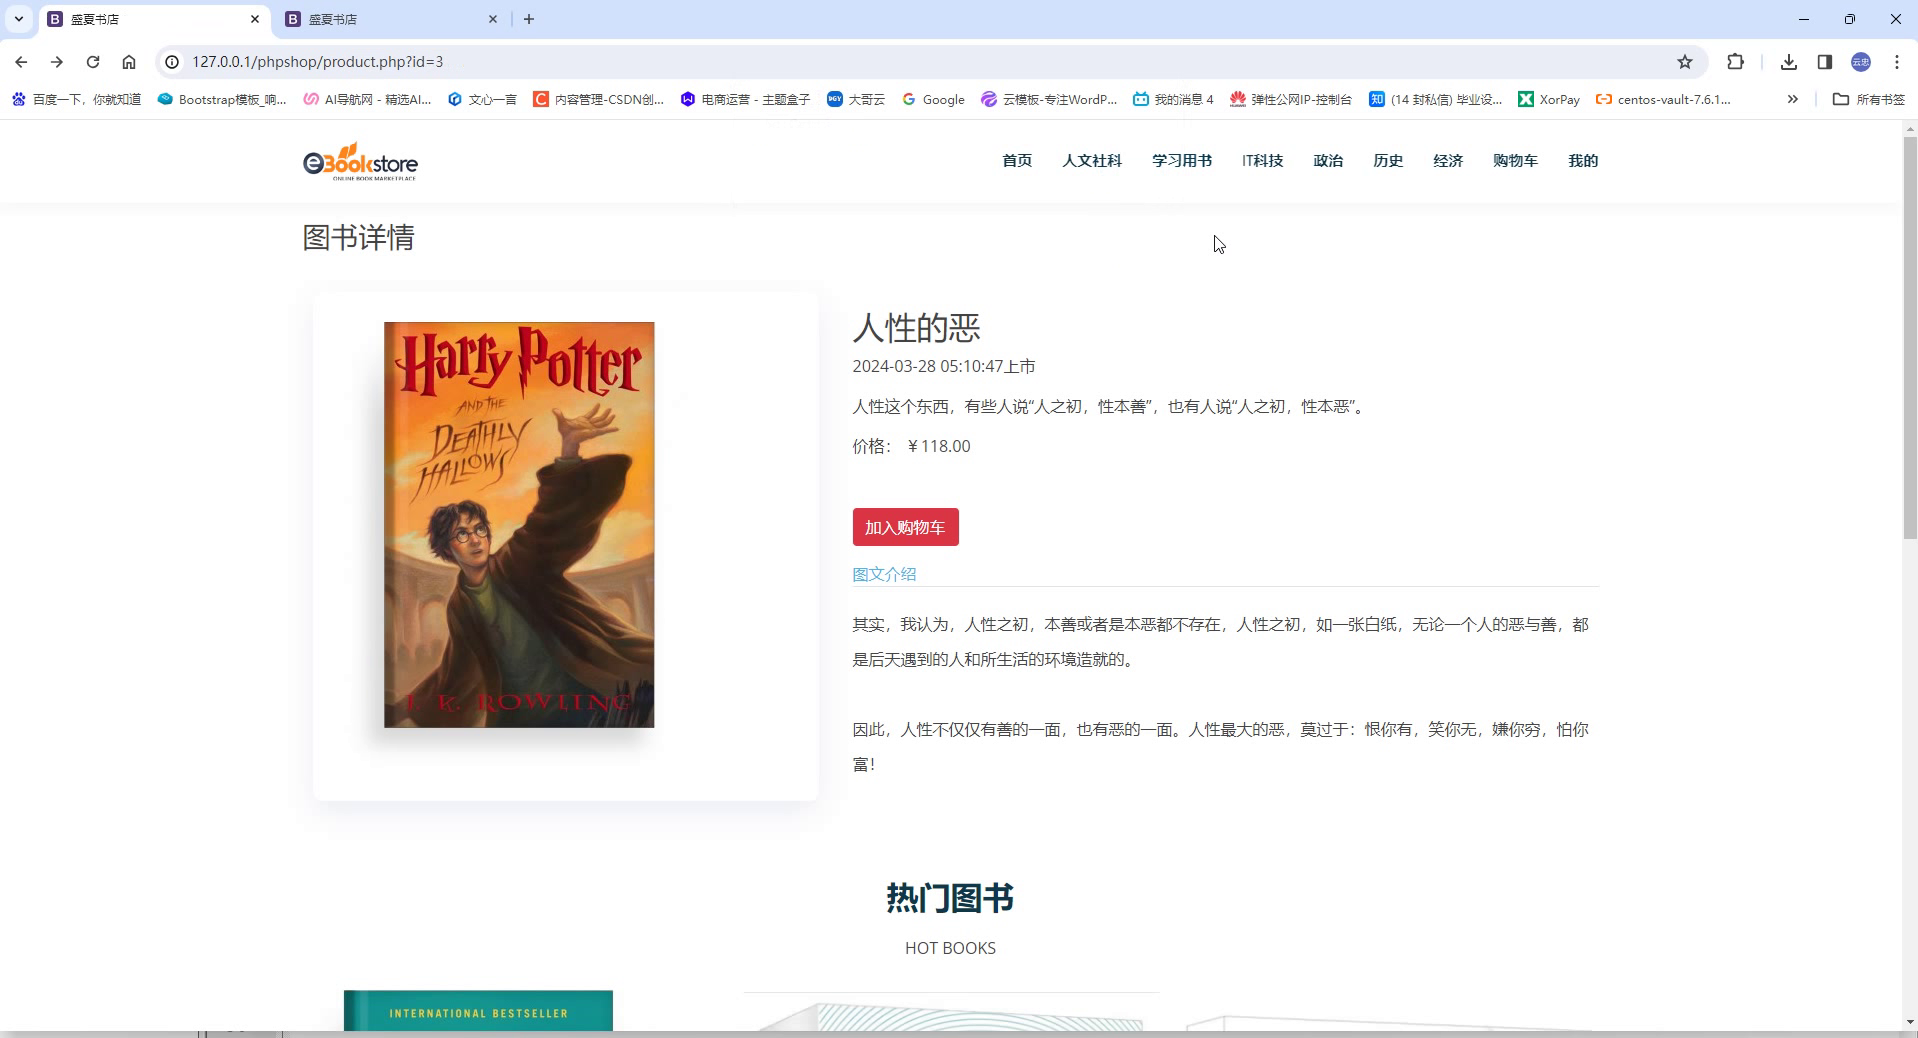 盛夏书店
盛夏书店
127.0.0.1/phpshop/product.php?id=3
云忠
百度一下，你就知道
Bootstrap模板_响...
AI导航网 - 精选AI...
文心一言
内容管理-CSDN创...
电商运营 - 主题盒子
大哥云
Google
云模板-专注WordP...
我的消息 4
弹性公网IP-控制台
(14 封私信) 毕业设...
XorPay
centos-vault-7.6.1...
所有书签
eBookstore
ONLINE BOOK MARKETPLACE
首页 人文社科 学习用书 IT科技 政治 历史 经济 购物车 我的
图书详情
Harry Potter
AND THE
DEATHLY
HALLOWS
J. K. ROWLING
人性的恶
2024-03-28 05:10:47上市
人性这个东西，有些人说“人之初，性本善”，也有人说“人之初，性本恶”。
价格： ￥118.00
加入购物车
图文介绍
其实，我认为，人性之初，本善或者是本恶都不存在，人性之初，如一张白纸，无论一个人的恶与善，都
是后天遇到的人和所生活的环境造就的。
因此，人性不仅仅有善的一面，也有恶的一面。人性最大的恶，莫过于：恨你有，笑你无，嫌你穷，怕你
富！
热门图书
HOT BOOKS
INTERNATIONAL BESTSELLER